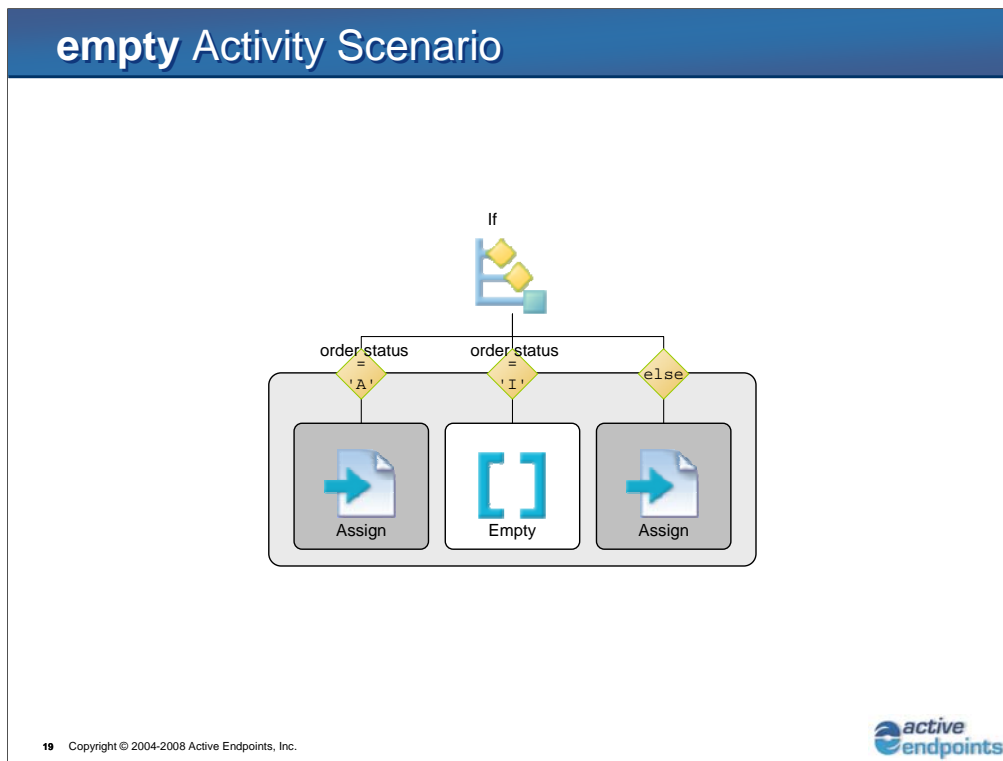 empty Activity Scenario
If
order status
=
'A'
order status
=
'I'
else
Assign
Empty
Assign
19 Copyright © 2004-2008 Active Endpoints, Inc.
active
endpoints